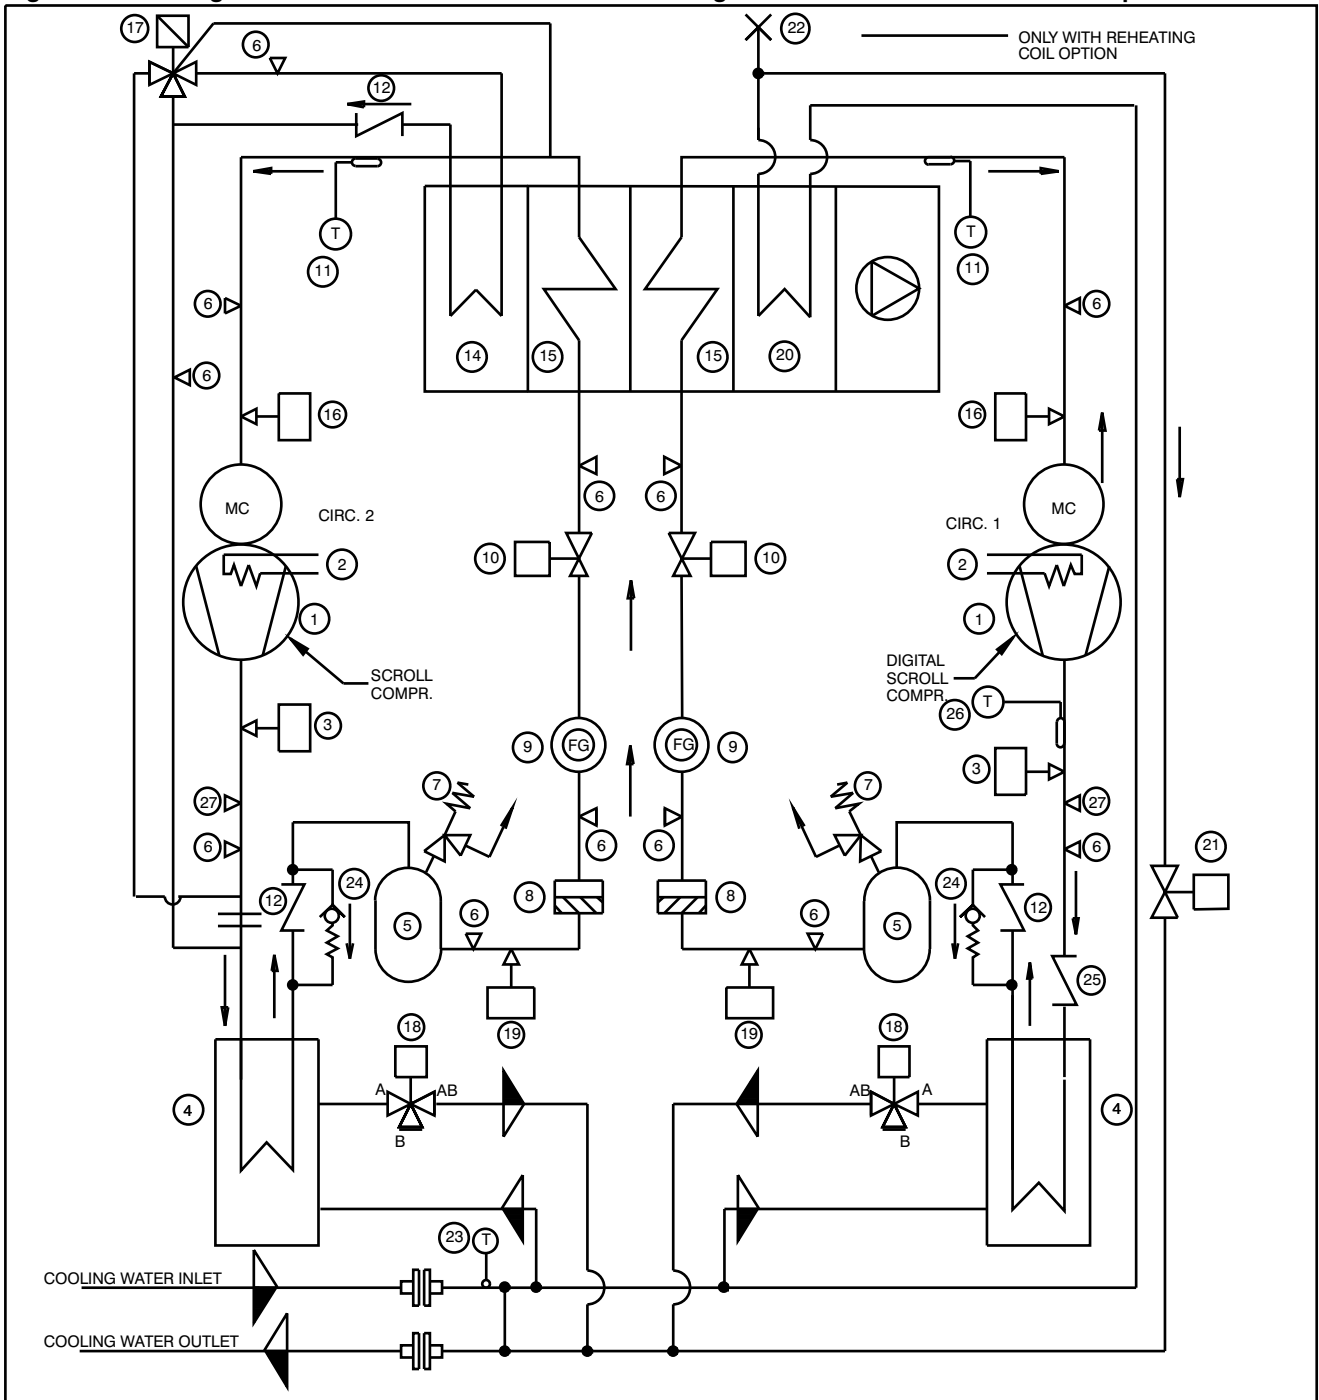 17
6
22
ONLY WITH REHEATING
COIL OPTION
12
T
11
T
11
6
6
6
14
15
15
20
16
16
MC
CIRC. 2
6
6
CIRC. 1
MC
2
10
10
2
1
1
SCROLL
COMPR.
DIGITAL
SCROLL
COMPR.
26
T
3
9
FG
FG
9
3
27
7
7
27
6
6
6
6
21
12
24
5
6
8
8
6
5
24
12
25
19
19
18
18
A
AB
B
AB
A
B
4
4
23
T
COOLING WATER INLET
COOLING WATER OUTLET